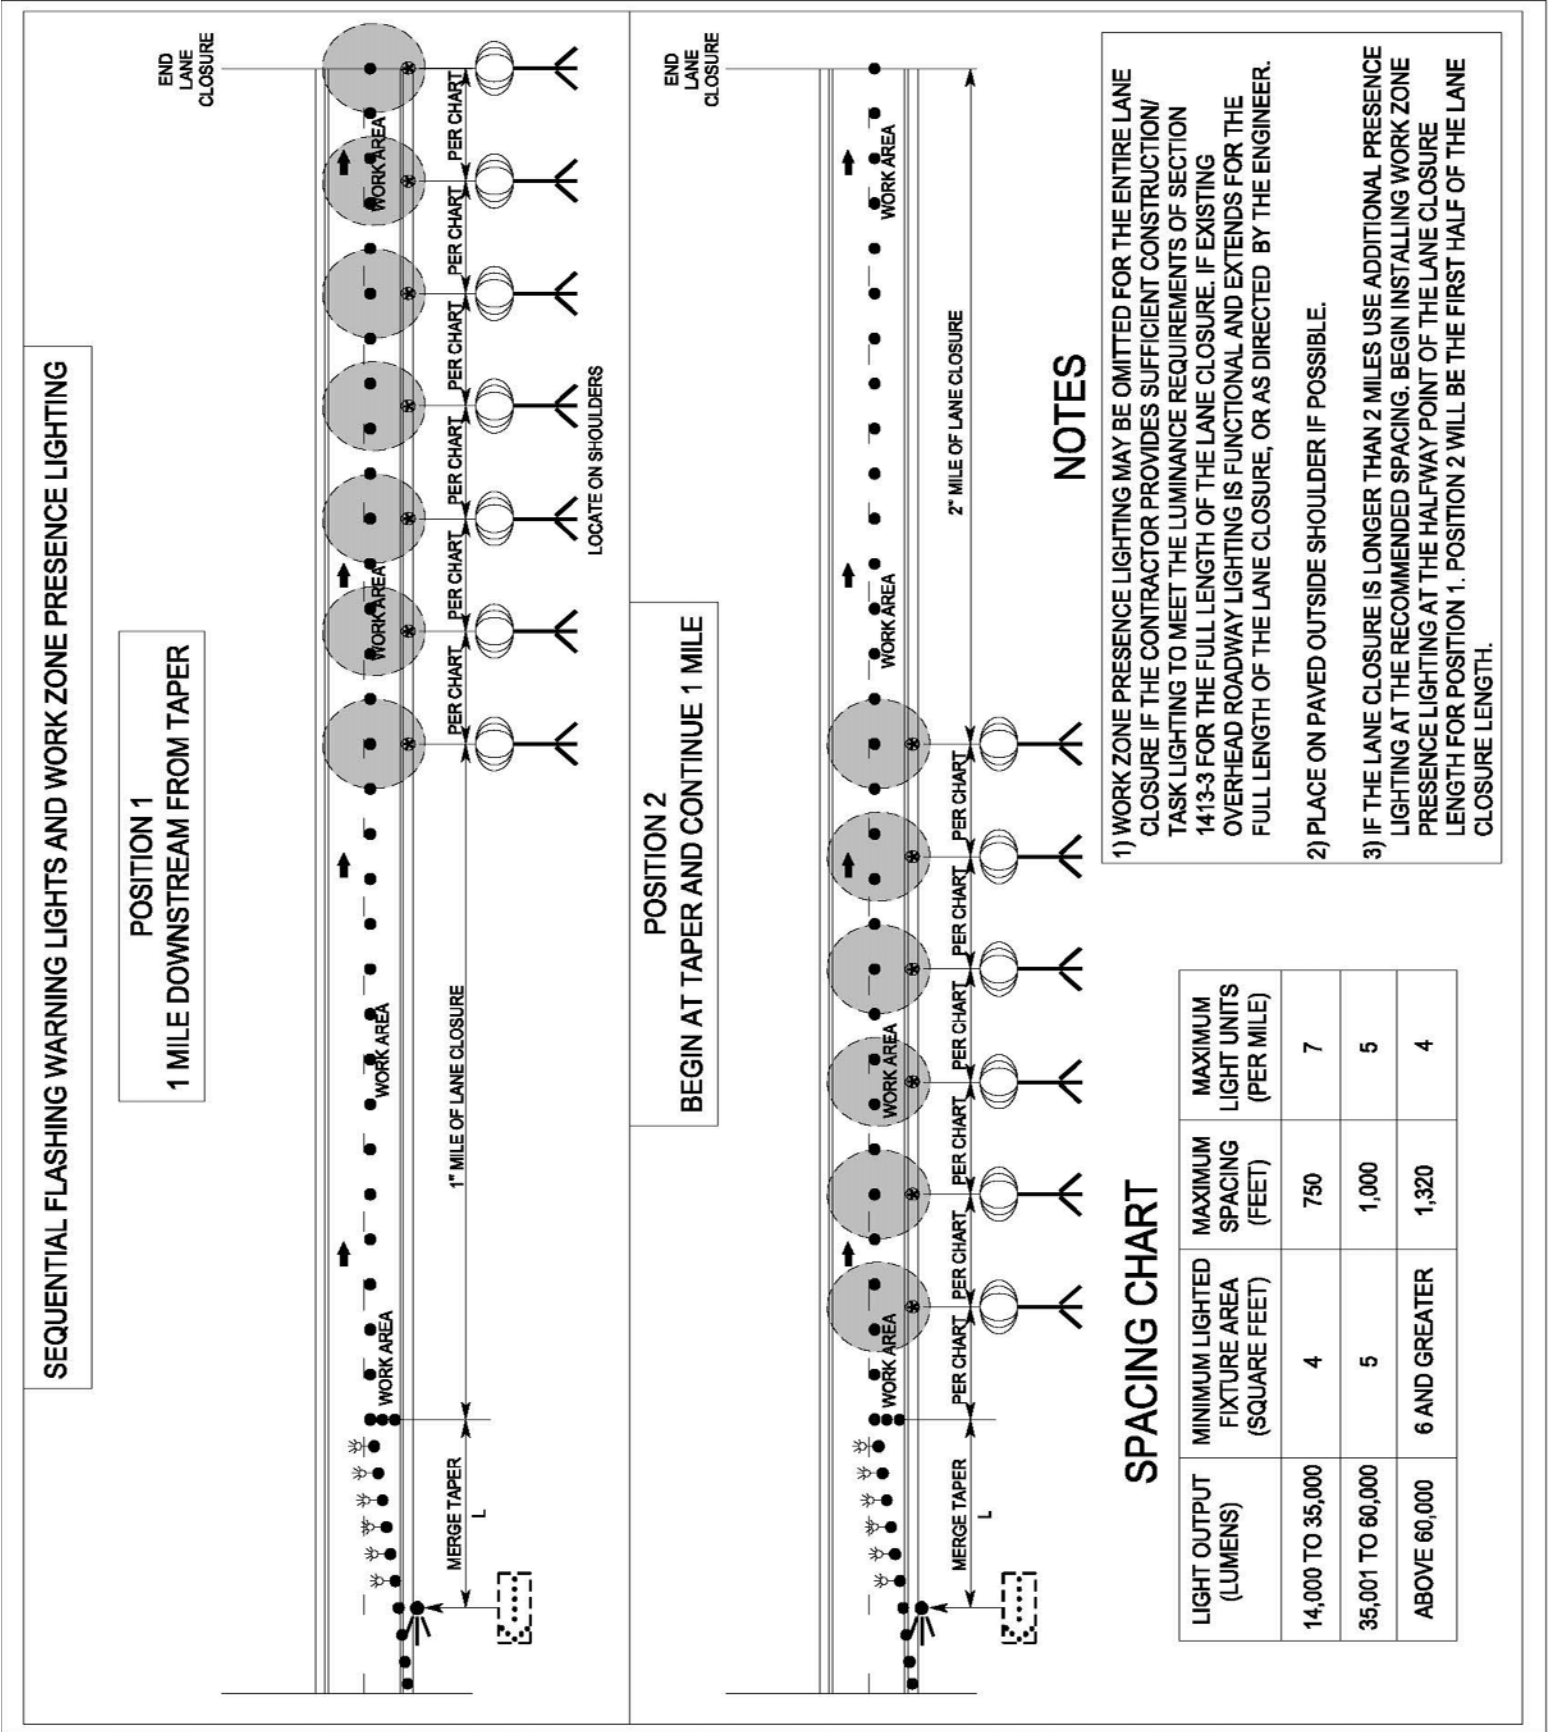 SEQUENTIAL FLASHING WARNING LIGHTS AND WORK ZONE PRESENCE LIGHTING
POSITION 1
1 MILE DOWNSTREAM FROM TAPER
END
LANE
CLOSURE
WORK AREA
WORK AREA
WORK AREA
WORK AREA
MERGE TAPER
L
1" MILE OF LANE CLOSURE
PER CHART
PER CHART
PER CHART
PER CHART
PER CHART
PER CHART
LOCATE ON SHOULDERS
POSITION 2
BEGIN AT TAPER AND CONTINUE 1 MILE
END
LANE
CLOSURE
WORK AREA
WORK AREA
WORK AREA
WORK AREA
MERGE TAPER
L
PER CHART
PER CHART
PER CHART
PER CHART
PER CHART
PER CHART
2" MILE OF LANE CLOSURE
SPACING CHART
LIGHT OUTPUT
(LUMENS)
MINIMUM LIGHTED
FIXTURE AREA
(SQUARE FEET)
MAXIMUM
SPACING
(FEET)
MAXIMUM
LIGHT UNITS
(PER MILE)
14,000 TO 35,000 4 750 7
35,001 TO 60,000 5 1,000 5
ABOVE 60,000 6 AND GREATER 1,320 4
NOTES
1) WORK ZONE PRESENCE LIGHTING MAY BE OMITTED FOR THE ENTIRE LANE
CLOSURE IF THE CONTRACTOR PROVIDES SUFFICIENT CONSTRUCTION/
TASK LIGHTING TO MEET THE LUMINANCE REQUIREMENTS OF SECTION
1413-3 FOR THE FULL LENGTH OF THE LANE CLOSURE. IF EXISTING
OVERHEAD ROADWAY LIGHTING IS FUNCTIONAL AND EXTENDS FOR THE
FULL LENGTH OF THE LANE CLOSURE, OR AS DIRECTED BY THE ENGINEER.
2) PLACE ON PAVED OUTSIDE SHOULDER IF POSSIBLE.
3) IF THE LANE CLOSURE IS LONGER THAN 2 MILES USE ADDITIONAL PRESENCE
LIGHTING AT THE RECOMMENDED SPACING. BEGIN INSTALLING WORK ZONE
PRESENCE LIGHTING AT THE HALFWAY POINT OF THE LANE CLOSURE
LENGTH FOR POSITION 1. POSITION 2 WILL BE THE FIRST HALF OF THE LANE
CLOSURE LENGTH.